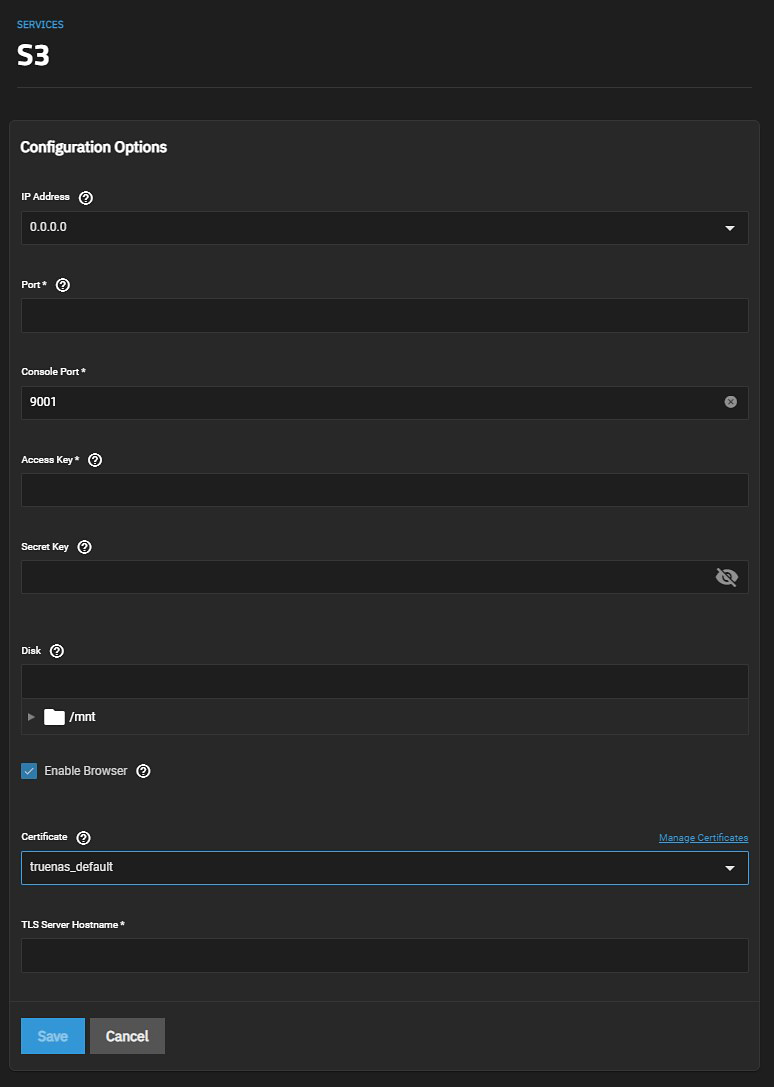 SERVICES
S3
Configuration Options
IP Address
0.0.0.0
Port *
Console Port *
9001
Access Key *
Secret Key
Disk
/mnt
Enable Browser
Certificate
Manage Certificates
truenas_default
TLS Server Hostname *
Save Cancel